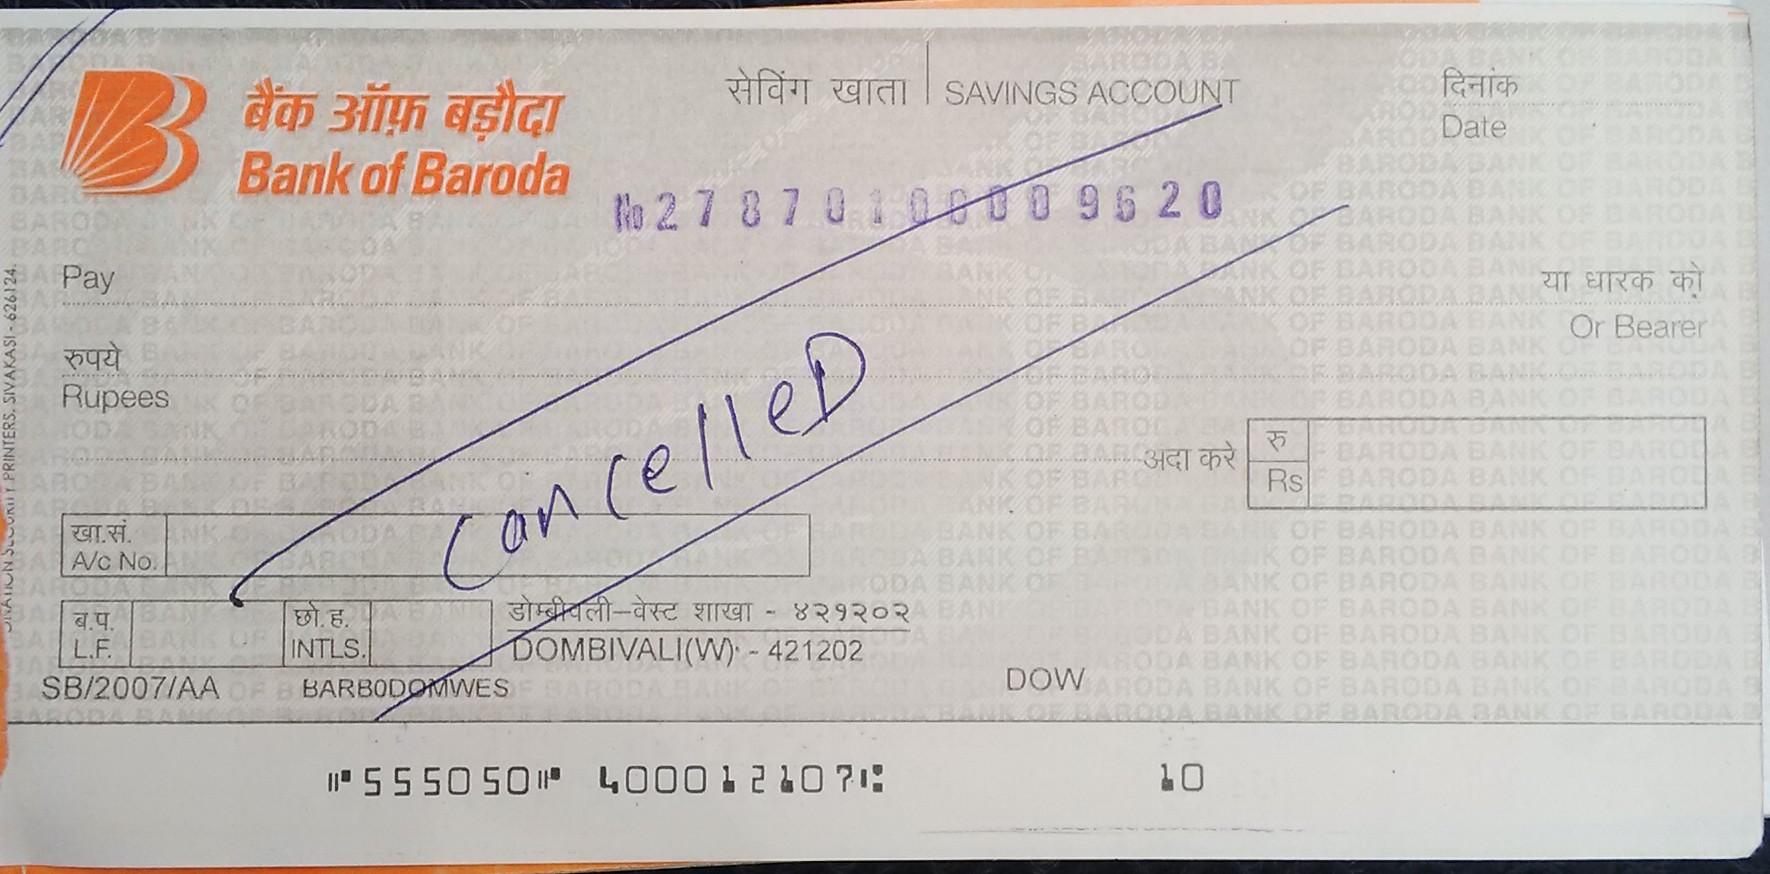 बैंक ऑफ़ बड़ौदा
Bank of Baroda
सेविंग खाता | SAVINGS ACCOUNT
दिनांक
Date
No 27870100009620
Pay
या धारक को
Or Bearer
रुपये
Rupees
CancelleD
अदा करे
रु
Rs
खा.सं.
A/c No.
ब.प.
L.F.
छो.ह.
INTLS.
डोम्बीवली-वेस्ट शाखा - ४२१२०२
DOMBIVALI(W) - 421202
SB/2007/AA
BARB0DOMWES
DOW
⑈555050⑈ 400012107⑆ 10
PRINTERS, SIVAKASI-626124.